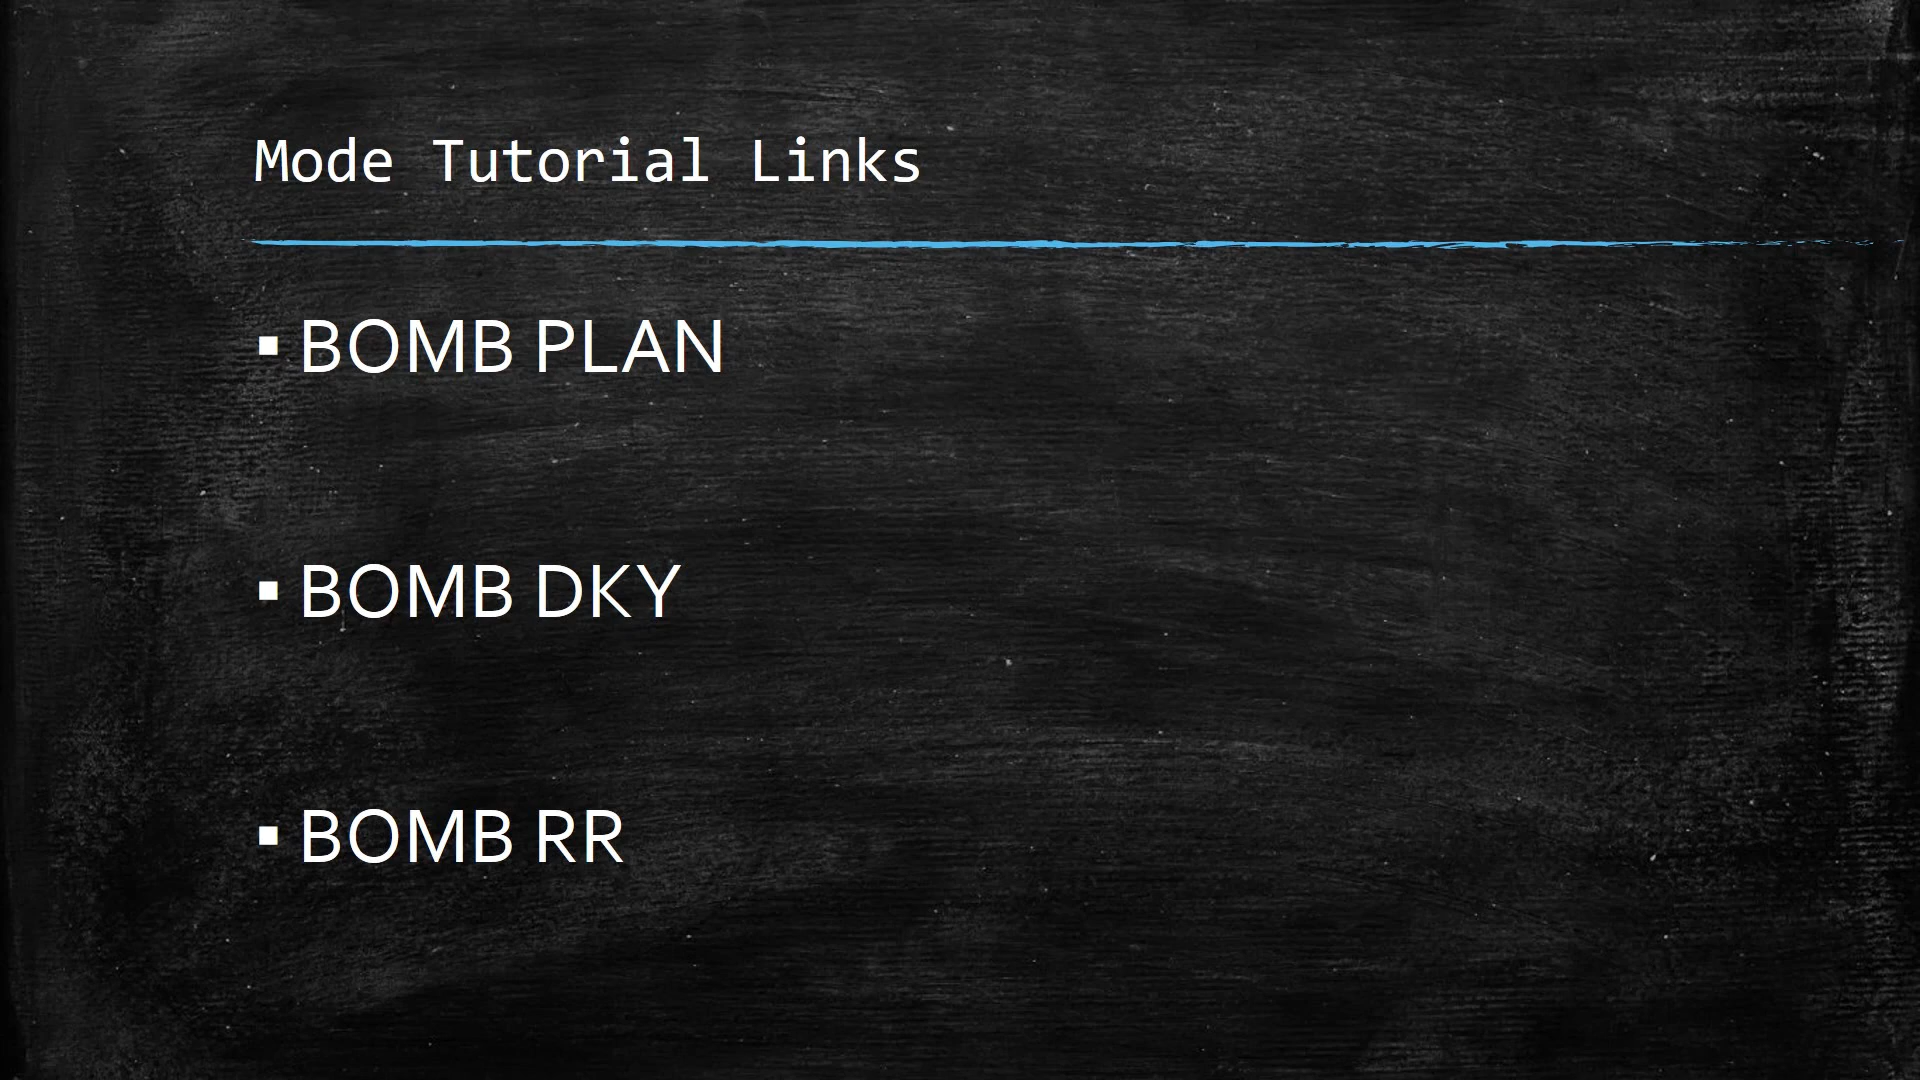 Mode Tutorial Links
▪ BOMB PLAN
▪ BOMB DKY
▪ BOMB RR